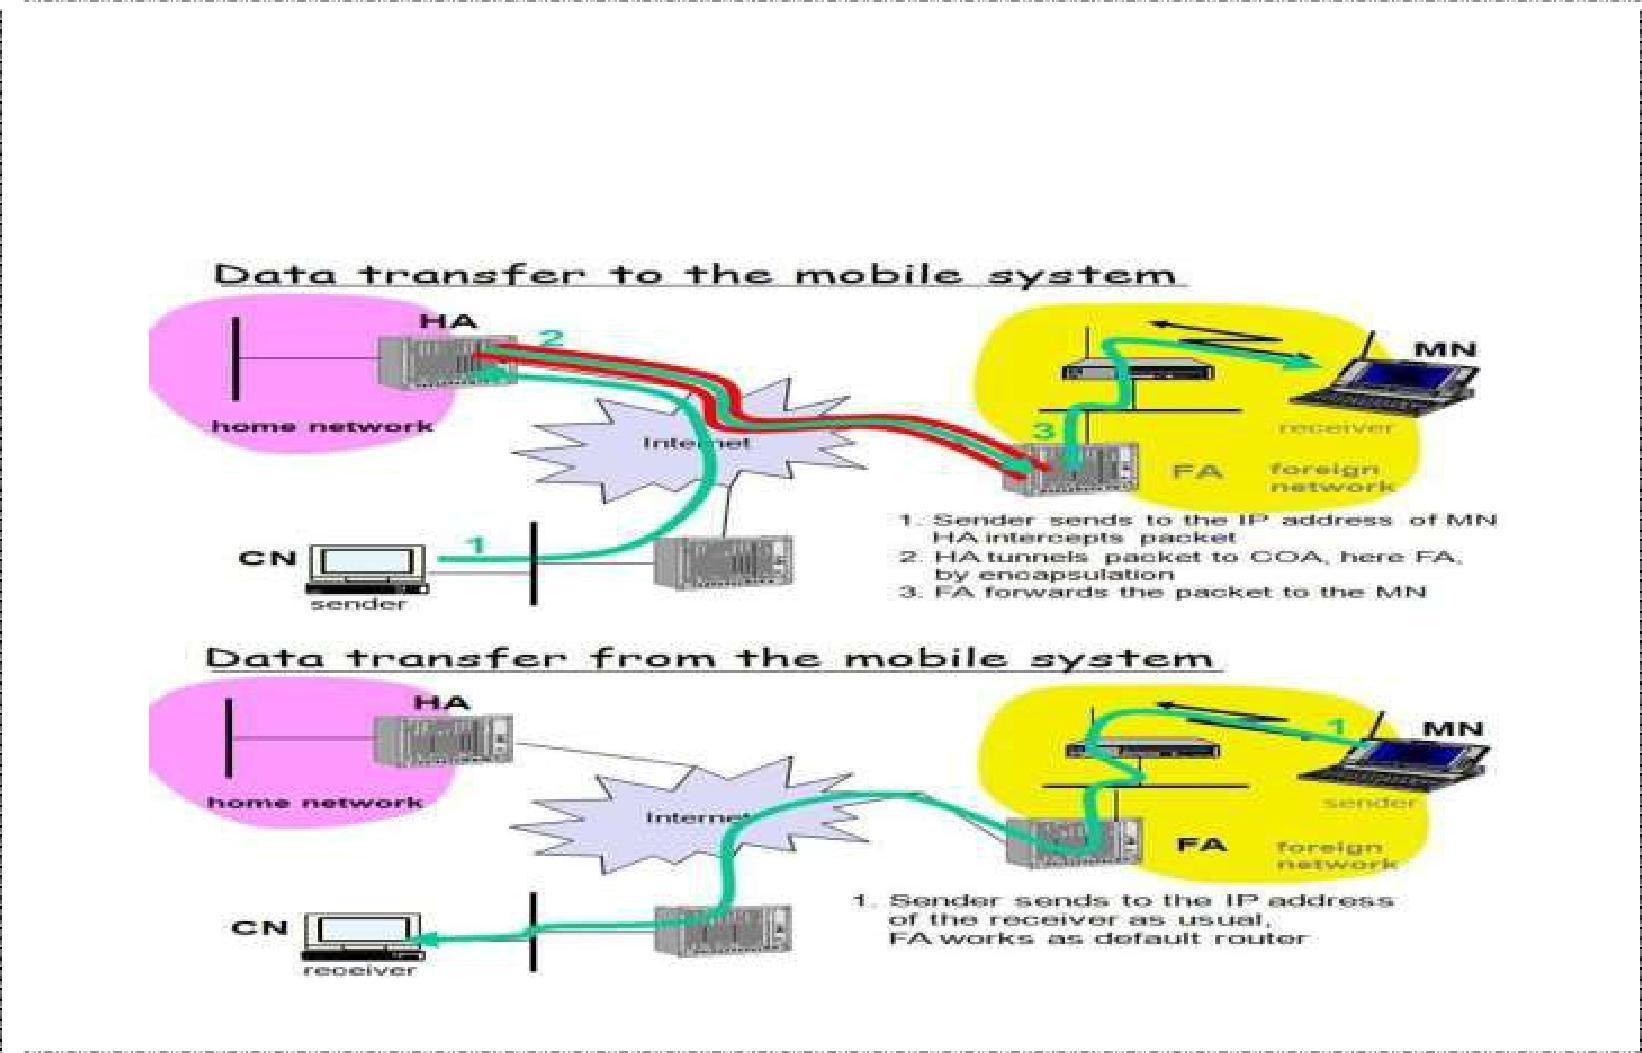 Data transfer to the mobile system
HA
2
MN
home network
Internet
3
receiver
FA
foreign
network
1
CN
sender
1. Sender sends to the IP address of MN
HA intercepts packet
2. HA tunnels packet to COA, here FA,
by encapsulation
3. FA forwards the packet to the MN
Data transfer from the mobile system
HA
1
MN
home network
Internet
sender
FA
foreign
network
CN
receiver
1. Sender sends to the IP address
of the receiver as usual,
FA works as default router